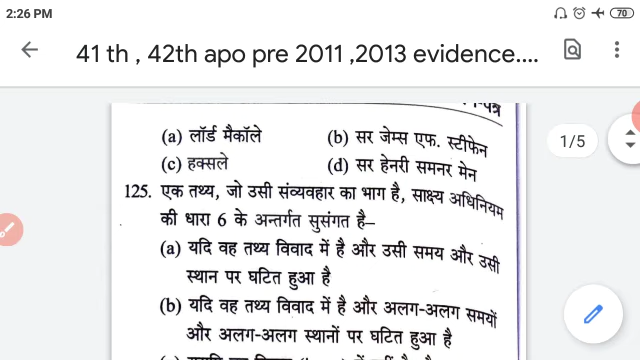 2:26 PM
70
41 th , 42th apo pre 2011 ,2013 evidence....
(a) लॉर्ड मैकॉले (b) सर जेम्स एफ. स्टीफेन
1/5
(c) हक्सले (d) सर हेनरी समनर मेन
125. एक तथ्य, जो उसी संव्यवहार का भाग है, साक्ष्य अधिनियम
की धारा 6 के अन्तर्गत सुसंगत है–
(a) यदि वह तथ्य विवाद में है और उसी समय और उसी
स्थान पर घटित हुआ है
(b) यदि वह तथ्य विवाद में है और अलग-अलग समयों
और अलग-अलग स्थानों पर घटित हुआ है